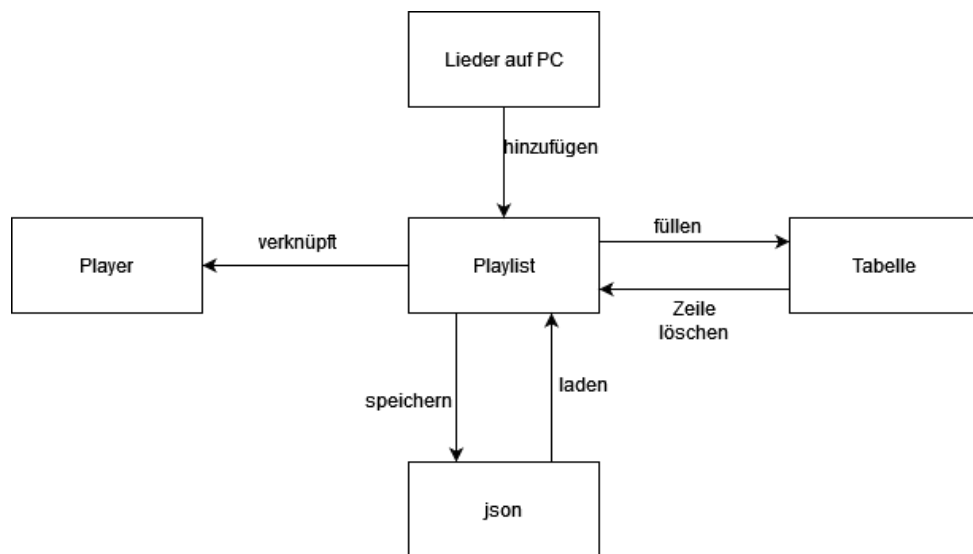 Lieder auf PC
hinzufügen
verknüpft
füllen
Player
Playlist
Tabelle
Zeile
löschen
speichern
laden
json